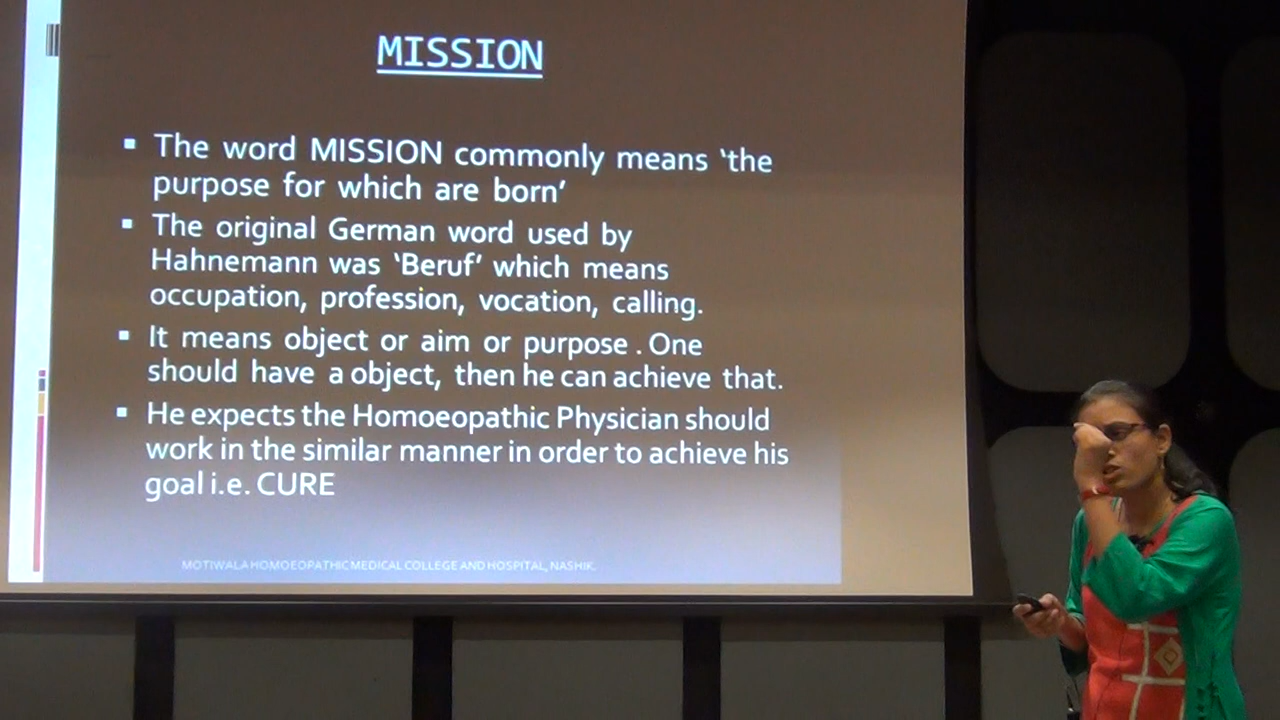 MISSION
The word MISSION commonly means ‘the
purpose for which are born’
The original German word used by
Hahnemann was ‘Beruf’ which means
occupation, profession, vocation, calling.
It means object or aim or purpose . One
should have a object, then he can achieve that.
He expects the Homoeopathic Physician should
work in the similar manner in order to achieve his
goal i.e. CURE
MOTIWALA HOMOEOPATHIC MEDICAL COLLEGE AND HOSPITAL, NASHIK.